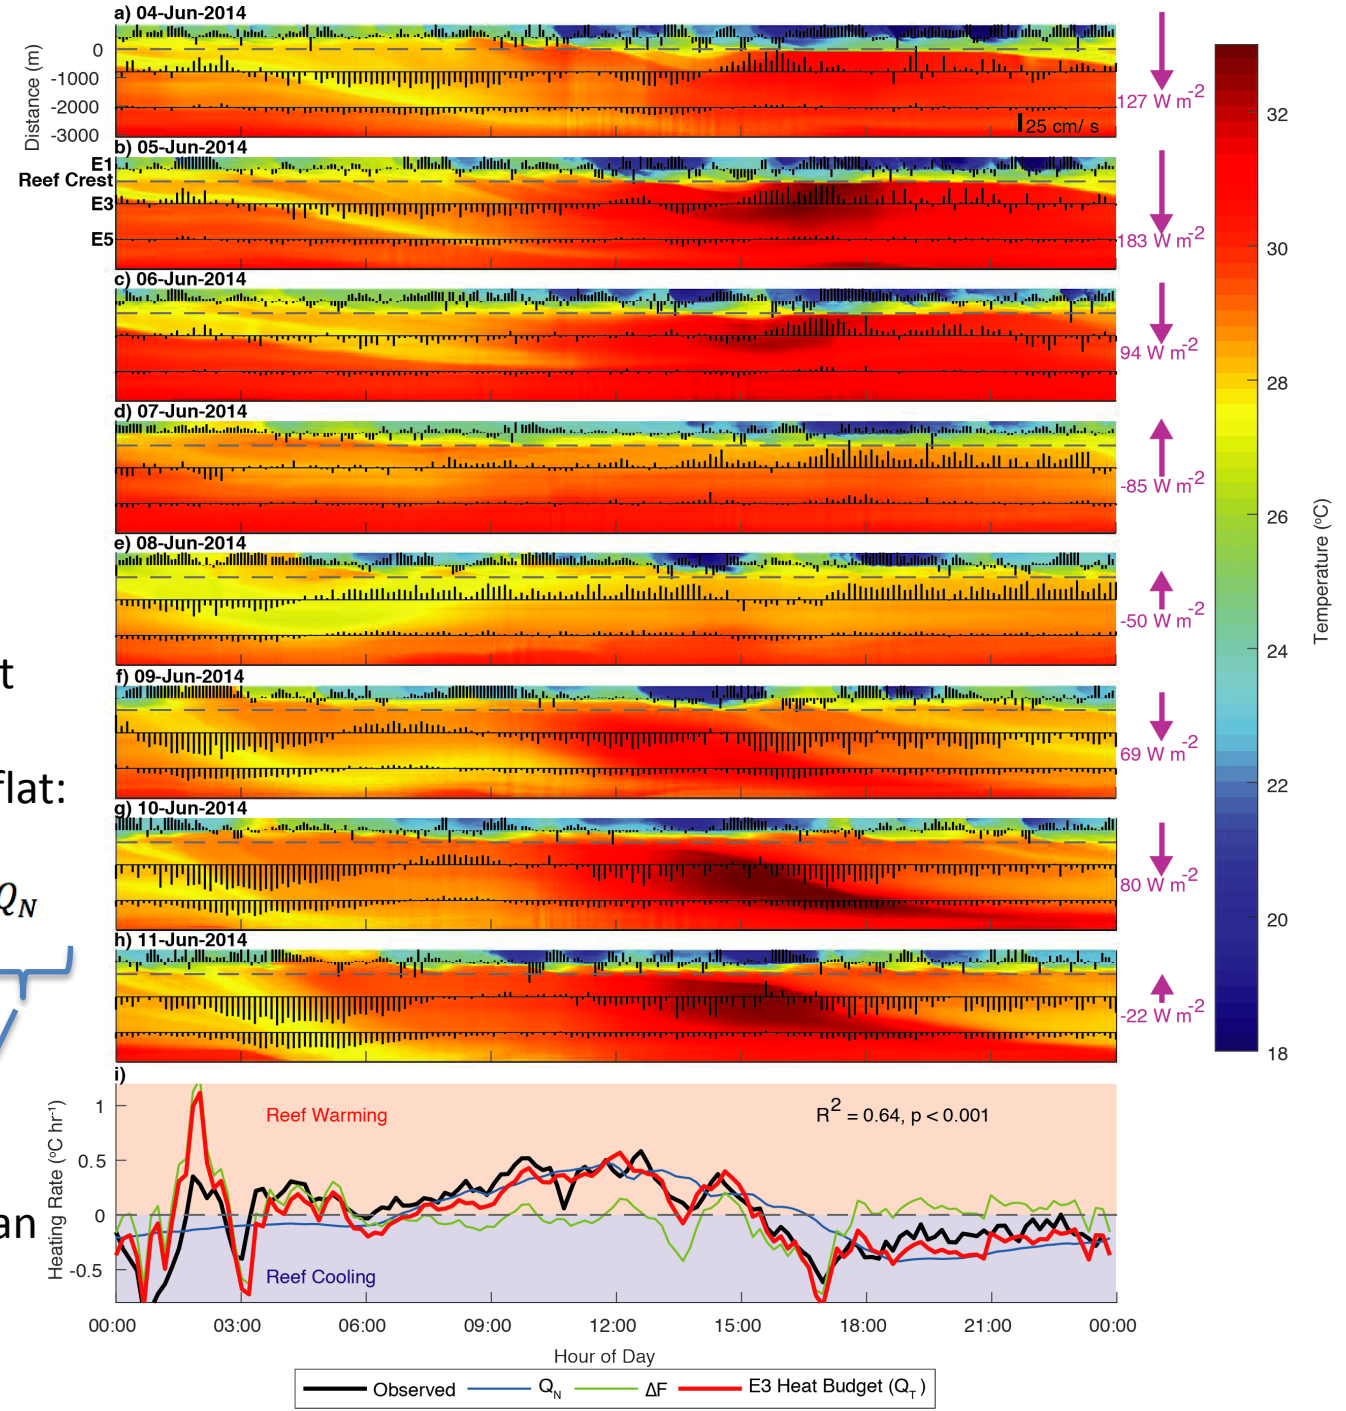 a) 04-Jun-2014
Distance (m)
0
-1000
-2000
-3000
25 cm/ s
127 W m-2
b) 05-Jun-2014
E1
Reef Crest
E3
E5
183 W m-2
c) 06-Jun-2014
94 W m-2
d) 07-Jun-2014
-85 W m-2
e) 08-Jun-2014
-50 W m-2
t
f) 09-Jun-2014
69 W m-2
flat:
g) 10-Jun-2014
80 W m-2
QN
h) 11-Jun-2014
-22 W m-2
an
32
30
28
26
24
22
20
18
Temperature (ºC)
i)
Heating Rate (ºC hr-1)
1
0.5
0
-0.5
Reef Warming
R2 = 0.64, p < 0.001
Reef Cooling
00:00 03:00 06:00 09:00 12:00 15:00 18:00 21:00 00:00
Hour of Day
Observed QN ΔF E3 Heat Budget (QT)